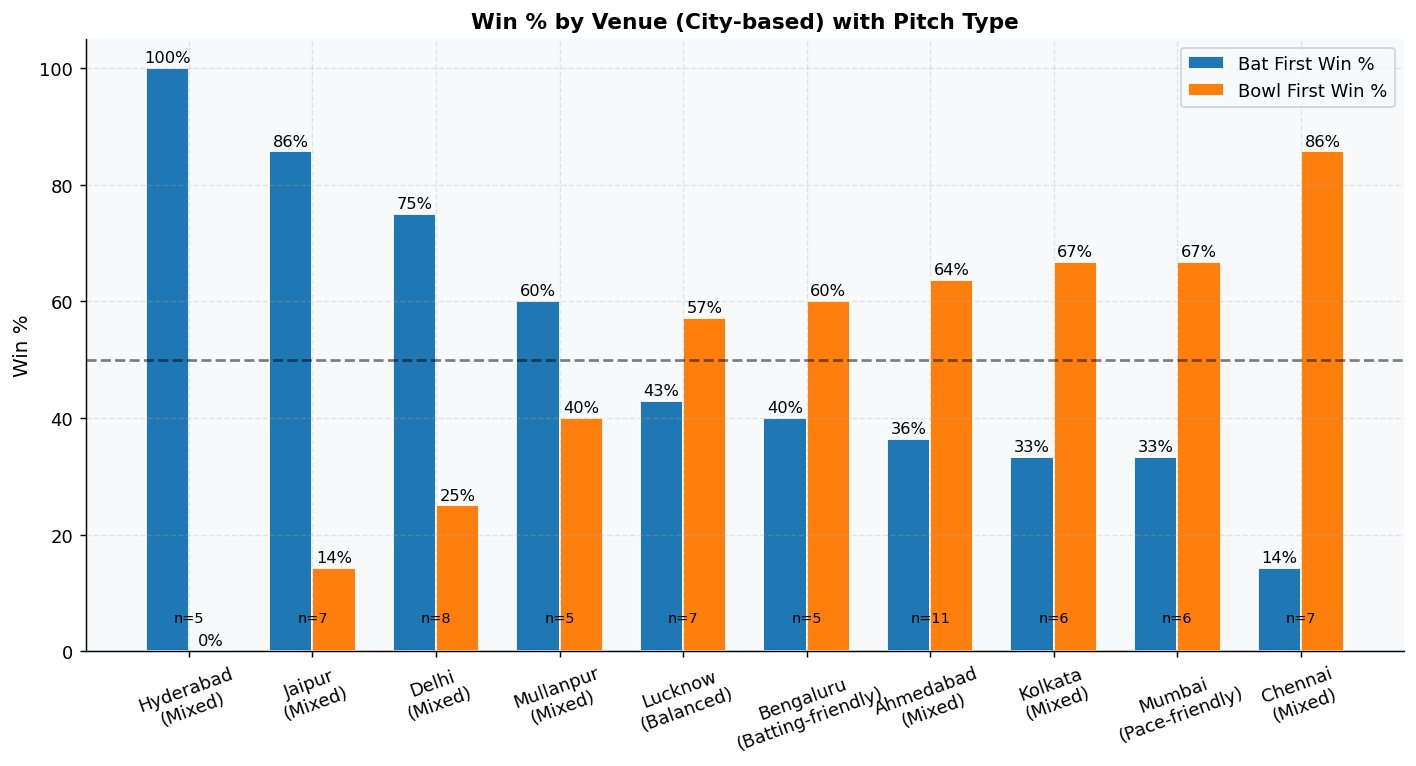 Win % by Venue (City-based) with Pitch Type
Bat First Win %
Bowl First Win %
Win %
100
80
60
40
20
0
100%
0%
n=5
86%
14%
n=7
75%
25%
n=8
60%
40%
n=5
43%
57%
n=7
40%
60%
n=5
36%
64%
n=11
33%
67%
n=6
33%
67%
n=6
14%
86%
n=7
Hyderabad
(Mixed)
Jaipur
(Mixed)
Delhi
(Mixed)
Mullanpur
(Mixed)
Lucknow
(Balanced)
Bengaluru
(Batting-friendly)
Ahmedabad
(Mixed)
Kolkata
(Mixed)
Mumbai
(Pace-friendly)
Chennai
(Mixed)